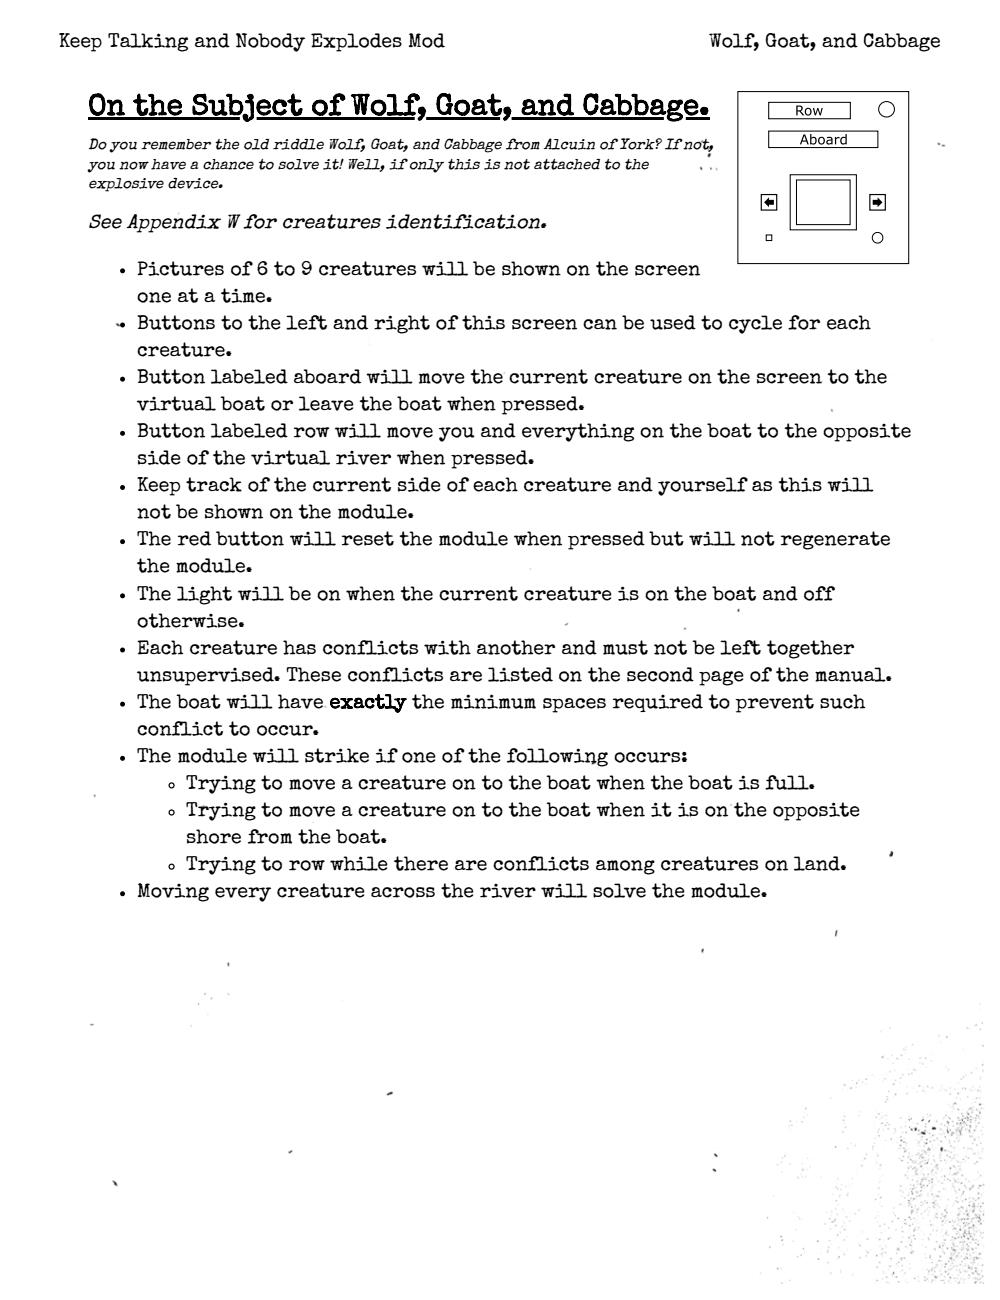 Keep Talking and Nobody Explodes Mod
Wolf, Goat, and Cabbage
On the Subject of Wolf, Goat, and Cabbage.
Do you remember the old riddle Wolf, Goat, and Cabbage from Alcuin of York? If not,
you now have a chance to solve it! Well, if only this is not attached to the
explosive device.
See Appendix W for creatures identification.
Row
Aboard
• Pictures of 6 to 9 creatures will be shown on the screen
one at a time.
• Buttons to the left and right of this screen can be used to cycle for each
creature.
• Button labeled aboard will move the current creature on the screen to the
virtual boat or leave the boat when pressed.
• Button labeled row will move you and everything on the boat to the opposite
side of the virtual river when pressed.
• Keep track of the current side of each creature and yourself as this will
not be shown on the module.
• The red button will reset the module when pressed but will not regenerate
the module.
• The light will be on when the current creature is on the boat and off
otherwise.
• Each creature has conflicts with another and must not be left together
unsupervised. These conflicts are listed on the second page of the manual.
• The boat will have exactly the minimum spaces required to prevent such
conflict to occur.
• The module will strike if one of the following occurs:
◦ Trying to move a creature on to the boat when the boat is full.
◦ Trying to move a creature on to the boat when it is on the opposite
shore from the boat.
◦ Trying to row while there are conflicts among creatures on land.
• Moving every creature across the river will solve the module.